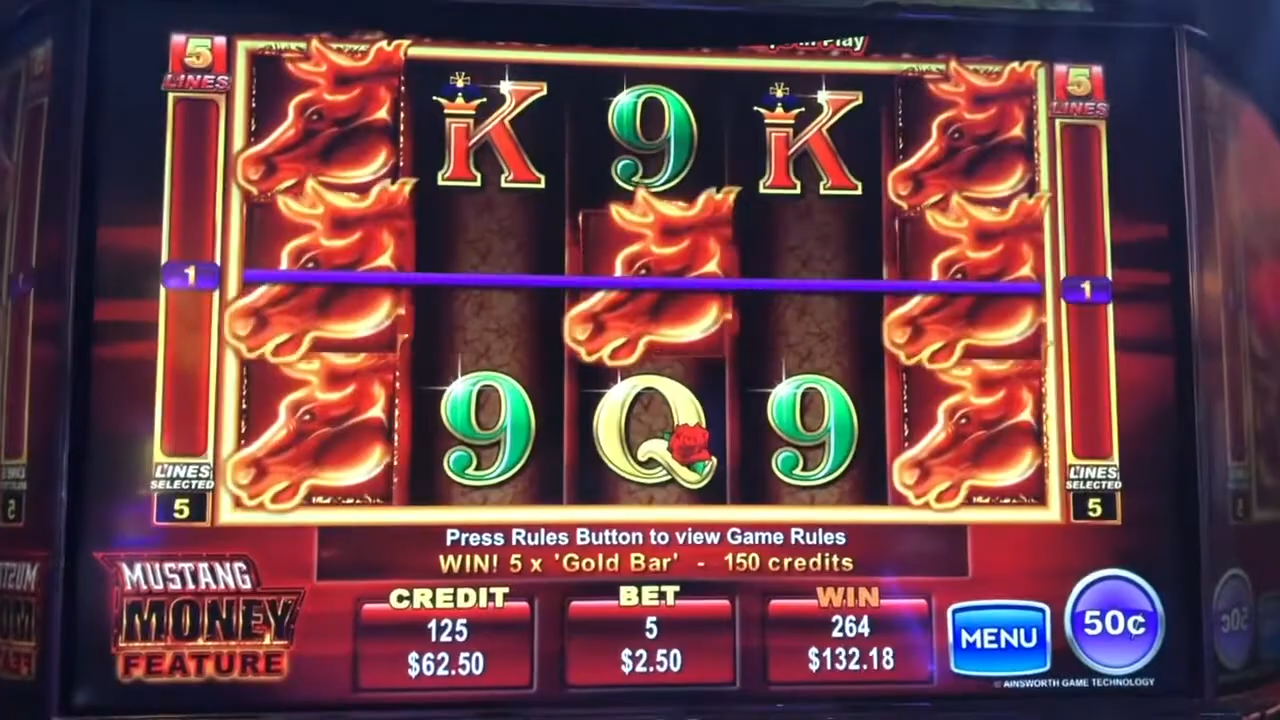 Play
5
LINES
5
LINES
K
9
K
1
1
9
Q
9
LINES
SELECTED
5
LINES
SELECTED
5
Press Rules Button to view Game Rules
WIN! 5 x 'Gold Bar' - 150 credits
MUSTANG
MONEY
FEATURE
CREDIT
125
$62.50
BET
5
$2.50
WIN
264
$132.18
MENU
50¢
© AINSWORTH GAME TECHNOLOGY